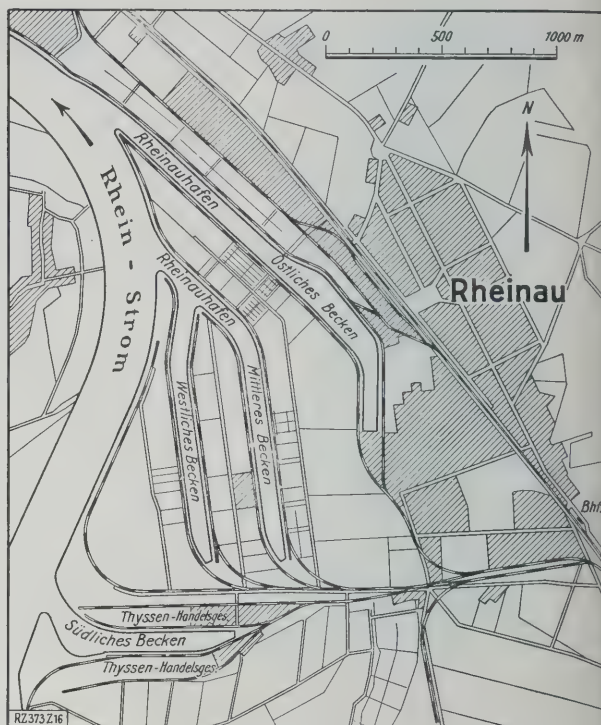 0 500 1000 m
N
Rheinauhafen
Rhein - Strom
Rheinauhafen
Östliches Becken
Rheinau
Westliches Becken
Mittleres Becken
Bhf.
Thyssen-Handelsges.
Südliches Becken
Thyssen-Handelsges.
RZ373Z16